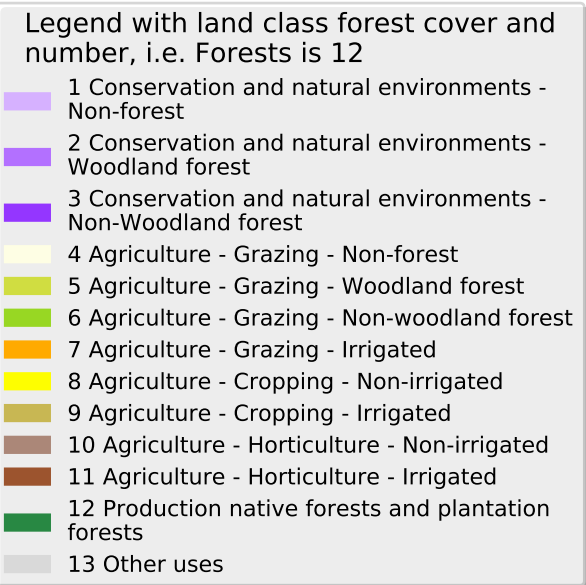 Legend with land class forest cover and
number, i.e. Forests is 12
1 Conservation and natural environments -
Non-forest
2 Conservation and natural environments -
Woodland forest
3 Conservation and natural environments -
Non-Woodland forest
4 Agriculture - Grazing - Non-forest
5 Agriculture - Grazing - Woodland forest
6 Agriculture - Grazing - Non-woodland forest
7 Agriculture - Grazing - Irrigated
8 Agriculture - Cropping - Non-irrigated
9 Agriculture - Cropping - Irrigated
10 Agriculture - Horticulture - Non-irrigated
11 Agriculture - Horticulture - Irrigated
12 Production native forests and plantation
forests
13 Other uses